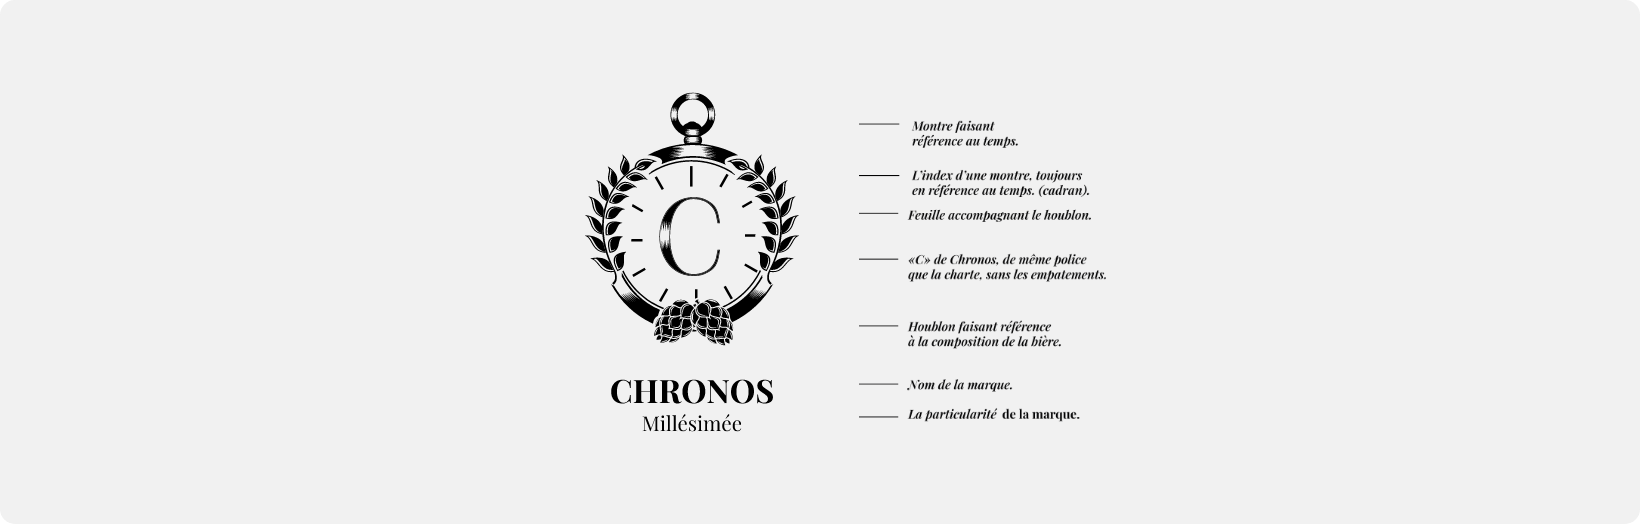 C
CHRONOS
Millésimée
Montre faisant
référence au temps.
L'index d'une montre, toujours
en référence au temps. (cadran).
Feuille accompagnant le houblon.
«C» de Chronos, de même police
que la charte, sans les empatements.
Houblon faisant référence
à la composition de la bière.
Nom de la marque.
La particularité de la marque.